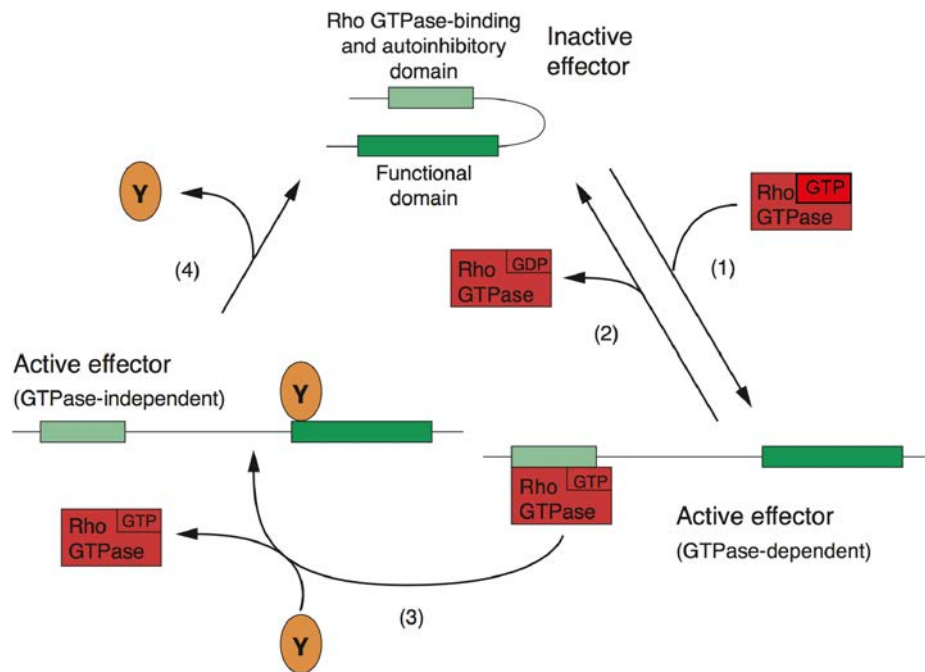 Rho GTPase-binding
and autoinhibitory
domain
Inactive
effector
Functional
domain
Y
(4)
Rho GTP
GTPase
(1)
Rho GDP
GTPase
(2)
Active effector
(GTPase-independent)
Y
Rho GTP
GTPase
Active effector
(GTPase-dependent)
Rho GTP
GTPase
(3)
Y